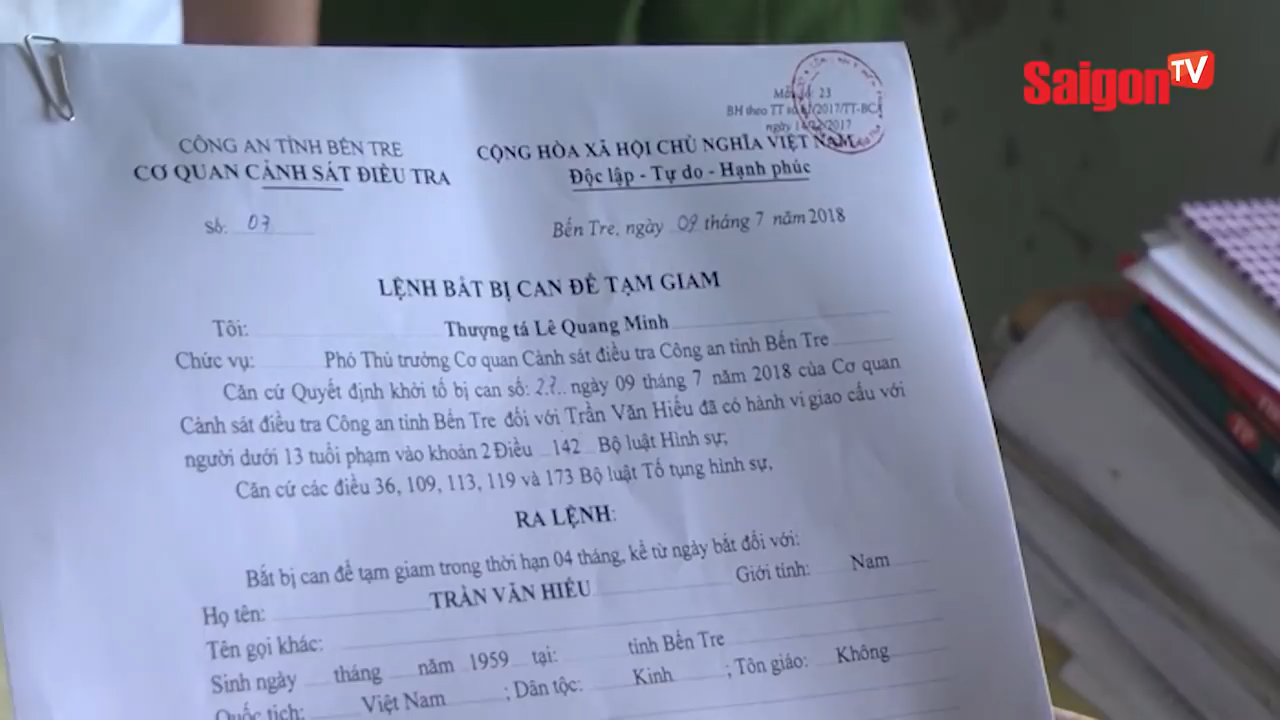 Saigon TV
Mẫu số: 23
BH theo TT số /2017/TT-BCA
ngày 14/12/2017
CÔNG AN TỈNH BẾN TRE
CƠ QUAN CẢNH SÁT ĐIỀU TRA
CỘNG HÒA XÃ HỘI CHỦ NGHĨA VIỆT NAM
Độc lập - Tự do - Hạnh phúc
Số: 07
Bến Tre, ngày 09 tháng 7 năm 2018
LỆNH BẮT BỊ CAN ĐỂ TẠM GIAM
Tôi: Thượng tá Lê Quang Minh
Chức vụ: Phó Thủ trưởng Cơ quan Cảnh sát điều tra Công an tỉnh Bến Tre
Căn cứ Quyết định khởi tố bị can số: 27.. ngày 09 tháng 7 năm 2018 của Cơ quan
Cảnh sát điều tra Công an tỉnh Bến Tre đối với Trần Văn Hiếu đã có hành vi giao cấu với
người dưới 13 tuổi phạm vào khoản 2 Điều 142 Bộ luật Hình sự;
Căn cứ các điều 36, 109, 113, 119 và 173 Bộ luật Tố tụng hình sự,
RA LỆNH:
Bắt bị can để tạm giam trong thời hạn 04 tháng, kể từ ngày bắt đối với:
Họ tên: TRẦN VĂN HIẾU Giới tính: Nam
Tên gọi khác:
Sinh ngày tháng năm 1959 tại: tỉnh Bến Tre
Quốc tịch: Việt Nam ; Dân tộc: Kinh ; Tôn giáo: Không